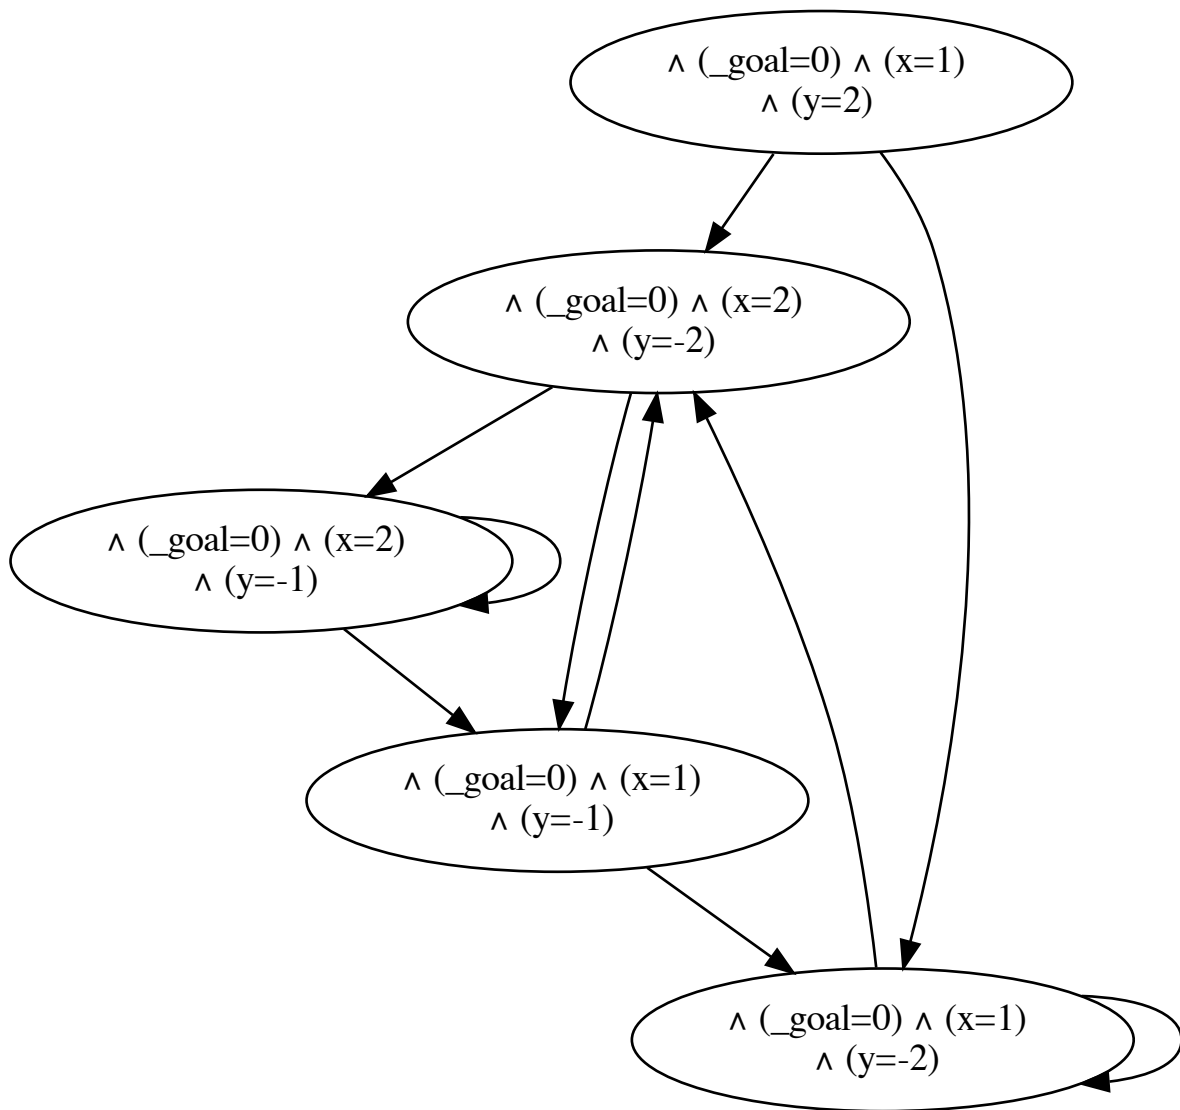 ∧ (_goal=0) ∧ (x=1)
∧ (y=2)
∧ (_goal=0) ∧ (x=2)
∧ (y=-2)
∧ (_goal=0) ∧ (x=2)
∧ (y=-1)
∧ (_goal=0) ∧ (x=1)
∧ (y=-1)
∧ (_goal=0) ∧ (x=1)
∧ (y=-2)